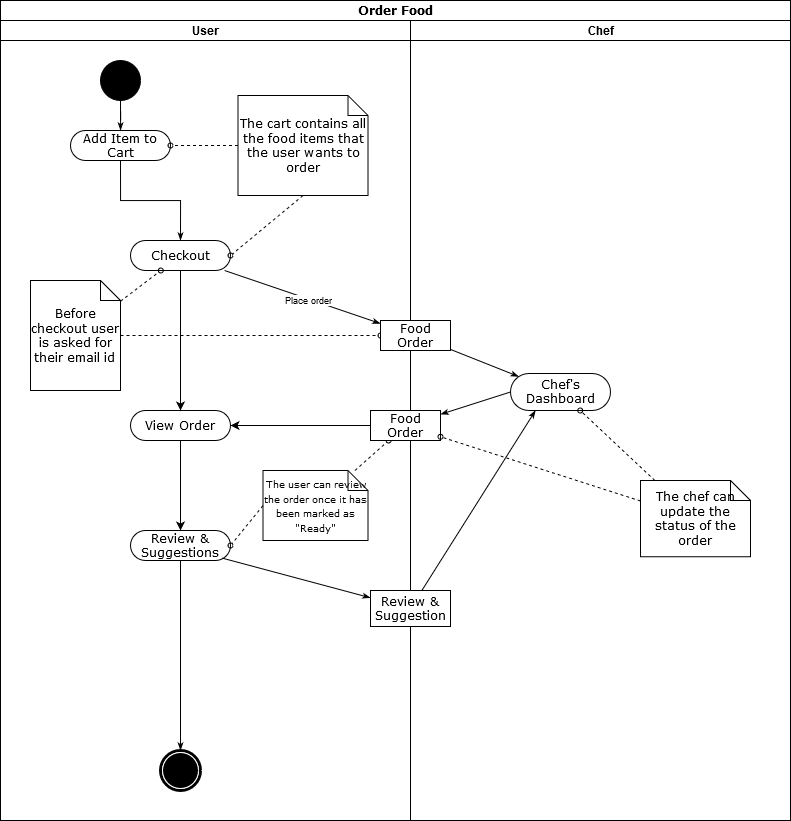 Order Food
User
Chef
The cart contains all
the food items that
the user wants to
order
Add Item to
Cart
Checkout
Place order
Before
checkout user
is asked for
their email id
Food
Order
Chef's
Dashboard
View Order
Food
Order
The user can review
the order once it has
been marked as
"Ready"
The chef can
update the
status of the
order
Review &
Suggestions
Review &
Suggestion